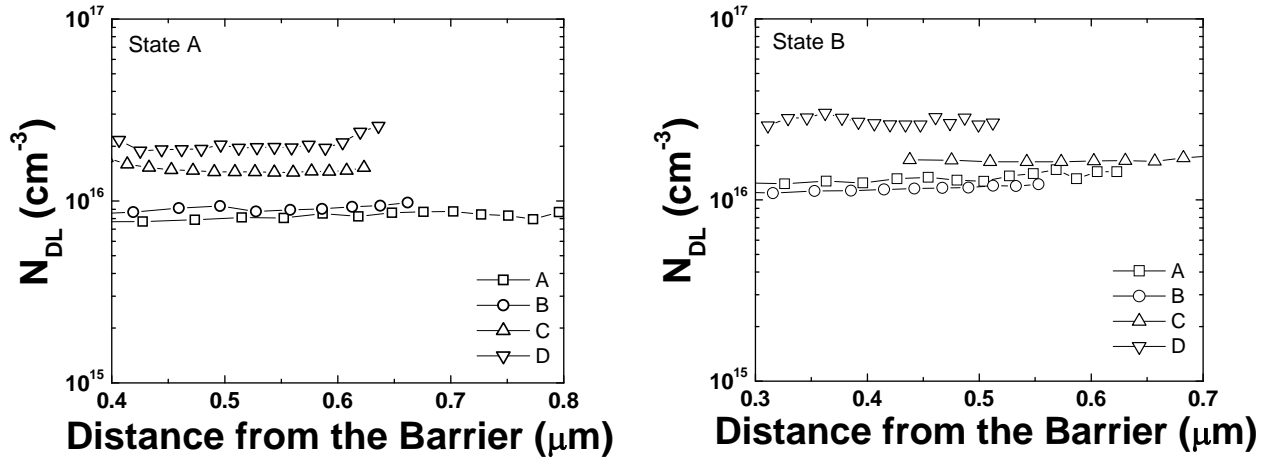 State A
10^17
10^16
10^15
N_DL (cm^-3)
A
B
C
D
0.4 0.5 0.6 0.7 0.8
Distance from the Barrier (μm)
State B
10^17
10^16
10^15
N_DL (cm^-3)
A
B
C
D
0.3 0.4 0.5 0.6 0.7
Distance from the Barrier (μm)